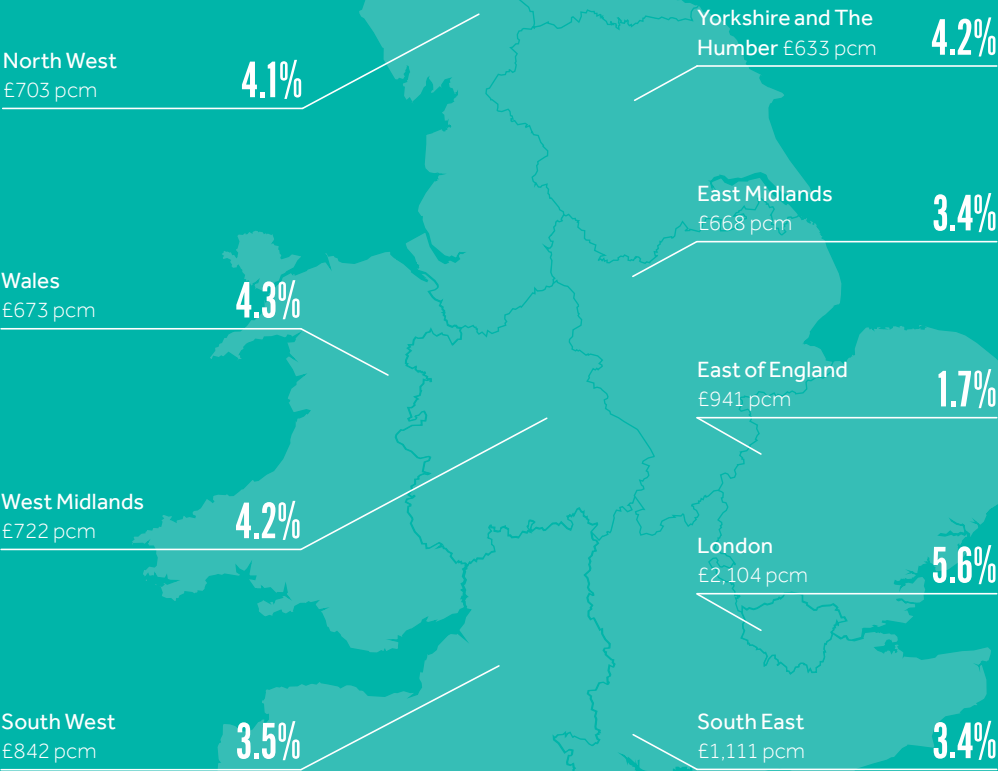 North West
£703 pcm
4.1%
Yorkshire and The
Humber £633 pcm
4.2%
East Midlands
£668 pcm
3.4%
Wales
£673 pcm
4.3%
East of England
£941 pcm
1.7%
West Midlands
£722 pcm
4.2%
London
£2,104 pcm
5.6%
South West
£842 pcm
3.5%
South East
£1,111 pcm
3.4%